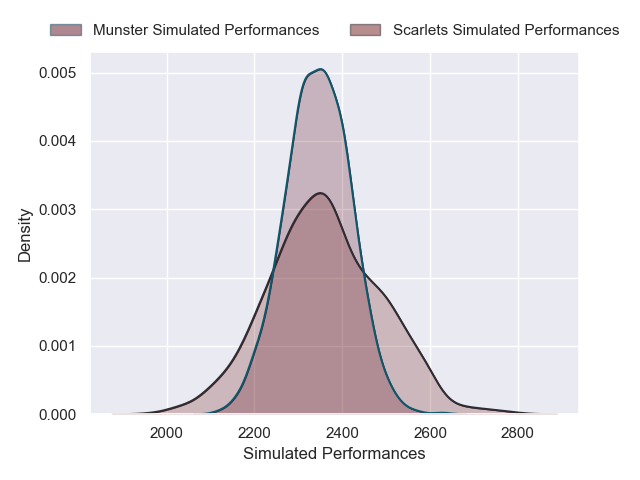 Munster Simulated Performances Scarlets Simulated Performances
0.005
0.004
0.003
0.002
0.001
0.000
Density
2000 2200 2400 2600 2800
Simulated Performances